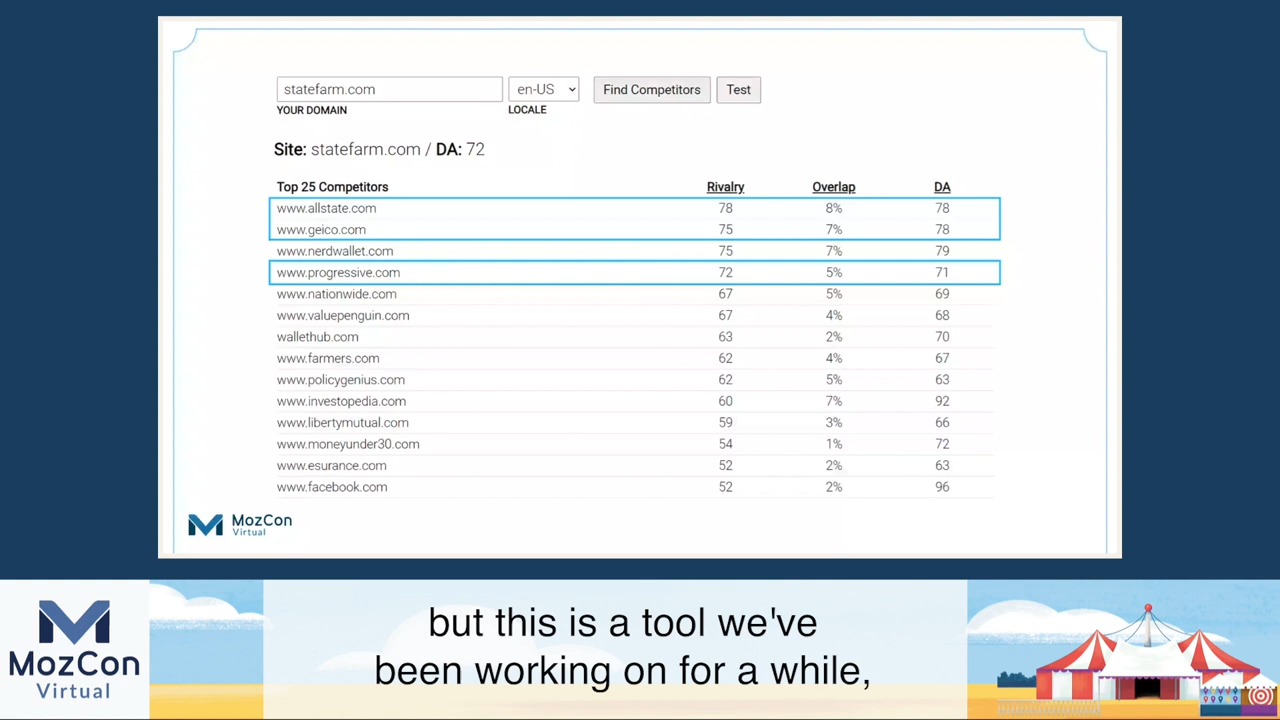 statefarm.com en-US Find Competitors Test
YOUR DOMAIN LOCALE
Site: statefarm.com / DA: 72
Top 25 Competitors Rivalry Overlap DA
www.allstate.com 78 8% 78
www.geico.com 75 7% 78
www.nerdwallet.com 75 7% 79
www.progressive.com 72 5% 71
www.nationwide.com 67 5% 69
www.valuepenguin.com 67 4% 68
wallethub.com 63 2% 70
www.farmers.com 62 4% 67
www.policygenius.com 62 5% 63
www.investopedia.com 60 7% 92
www.libertymutual.com 59 3% 66
www.moneyunder30.com 54 1% 72
www.esurance.com 52 2% 63
www.facebook.com 52 2% 96
MozCon
Virtual
but this is a tool we've
been working on for a while,
MozCon
Virtual